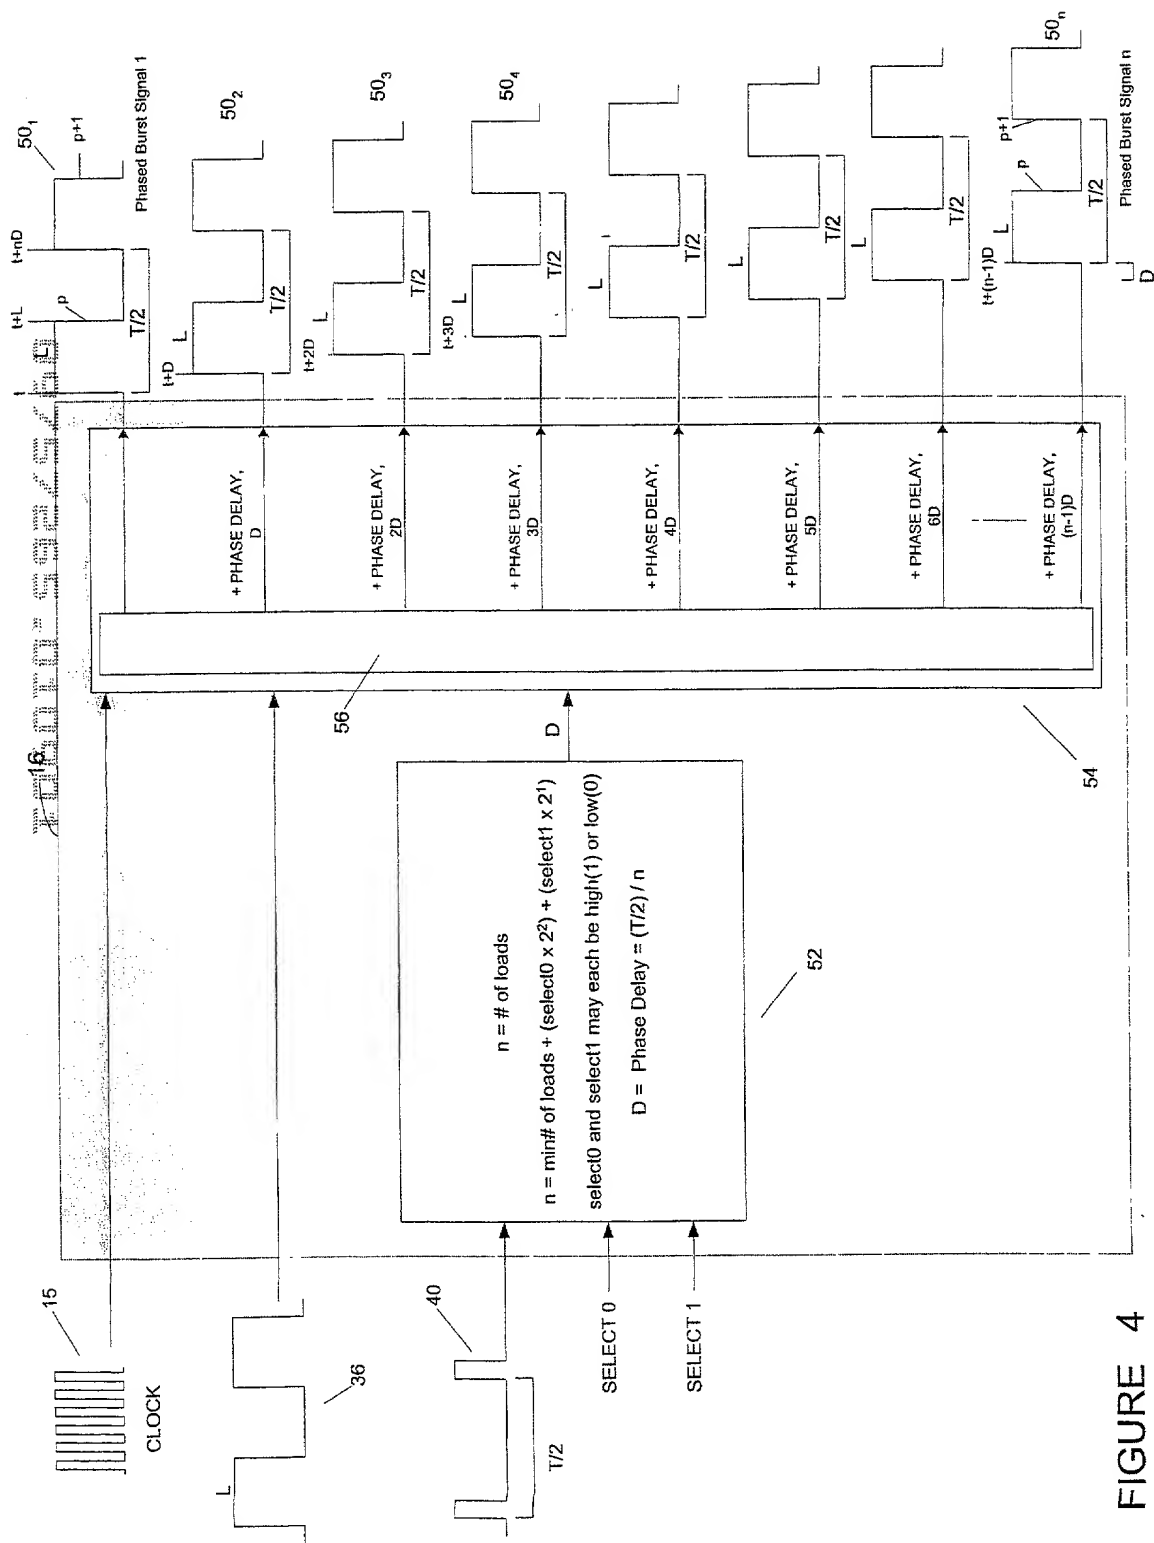 15
CLOCK
L
36
40
T/2
SELECT 0
SELECT 1
16
n = # of loads
n = min# of loads + (select0 x 2²) + (select1 x 2¹)
select0 and select1 may each be high(1) or low(0)
D = Phase Delay = (T/2) / n
52
D
54
56
+ PHASE DELAY,
D
+ PHASE DELAY,
2D
+ PHASE DELAY,
3D
+ PHASE DELAY,
4D
+ PHASE DELAY,
5D
+ PHASE DELAY,
6D
+ PHASE DELAY,
(n-1)D
t
L
t+L
t+nD
p
p+1
T/2
50₁
Phased Burst Signal 1
t+D
L
T/2
50₂
t+2D
L
T/2
50₃
t+3D
L
T/2
50₄
L
T/2
L
T/2
L
T/2
t+(n-1)D
L
p
p+1
T/2
D
50ₙ
Phased Burst Signal n
FIGURE 4